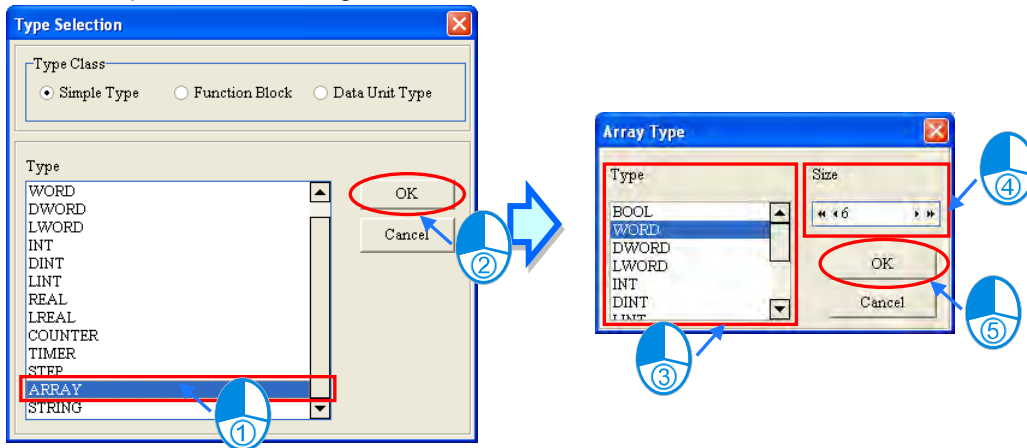 Type Selection
Type Class
Simple Type Function Block Data Unit Type
Type
WORD
DWORD
LWORD
INT
DINT
LINT
REAL
LREAL
COUNTER
TIMER
STEP
ARRAY
STRING
OK
Cancel
①
②
Array Type
Type
BOOL
WORD
DWORD
LWORD
INT
DINT
LINT
Size
6
OK
Cancel
③
④
⑤